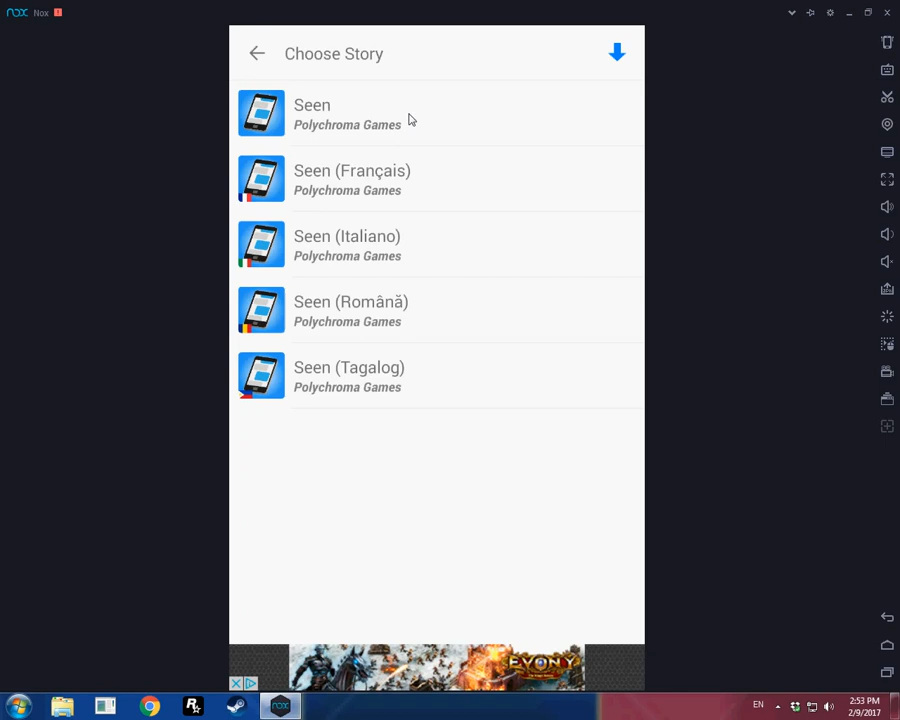 nox Nox
Choose Story
Seen
Polychroma Games
Seen (Français)
Polychroma Games
Seen (Italiano)
Polychroma Games
Seen (Română)
Polychroma Games
Seen (Tagalog)
Polychroma Games
EVONY
EN
2:53 PM
2/9/2017